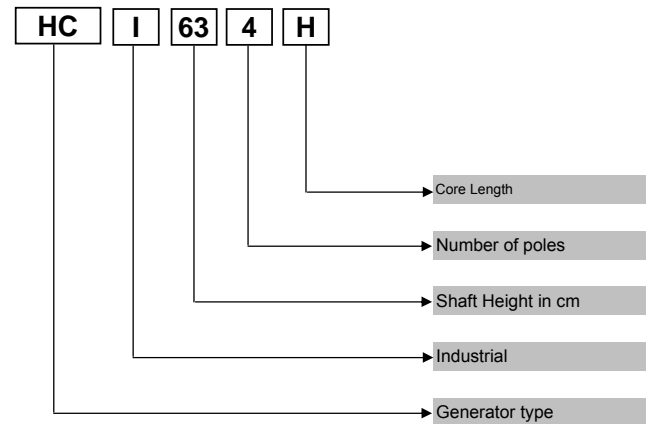 HC I 63 4 H
Core Length
Number of poles
Shaft Height in cm
Industrial
Generator type